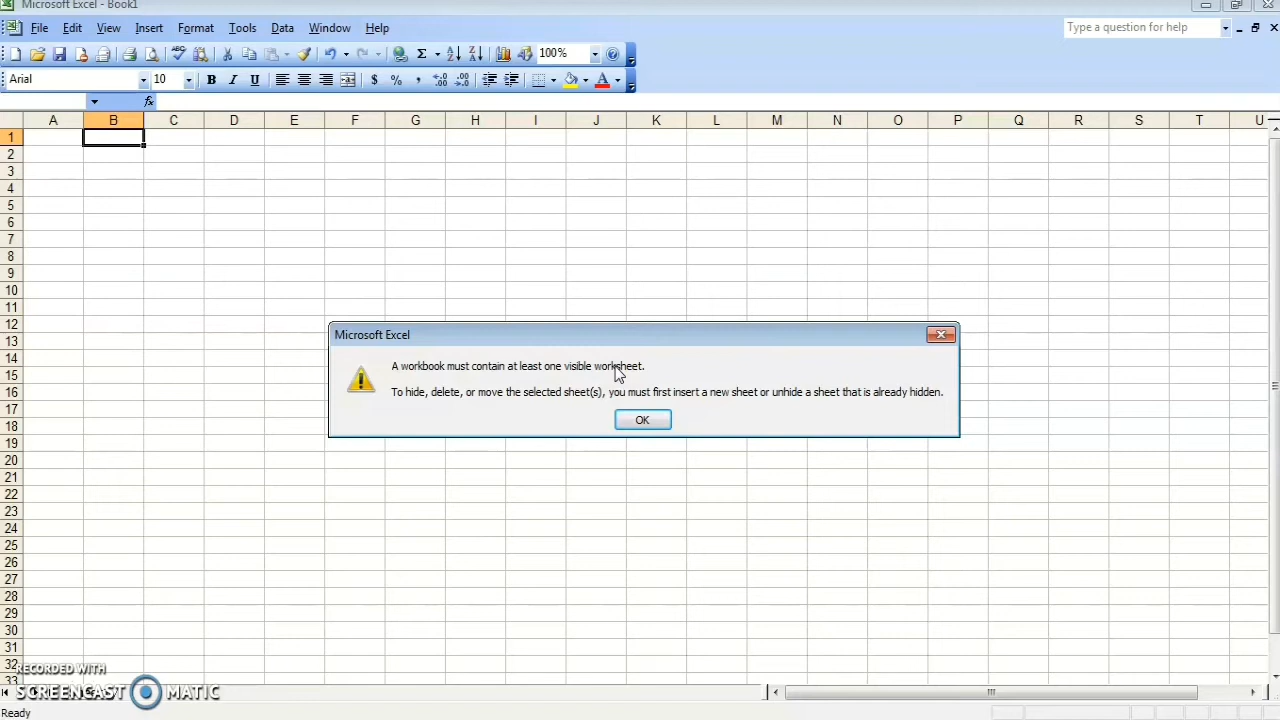 Microsoft Excel - Book1
File Edit View Insert Format Tools Data Window Help Type a question for help
100%
Arial 10 B I U $ % ,
fx
A B C D E F G H I J K L M N O P Q R S T U
1
2
3
4
5
6
7
8
9
10
11
12
13
14
15
16
17
18
19
20
21
22
23
24
25
26
27
28
29
30
31
32
33
Microsoft Excel
A workbook must contain at least one visible worksheet.
To hide, delete, or move the selected sheet(s), you must first insert a new sheet or unhide a sheet that is already hidden.
OK
RECORDED WITH
SCREENCAST MATIC
Ready